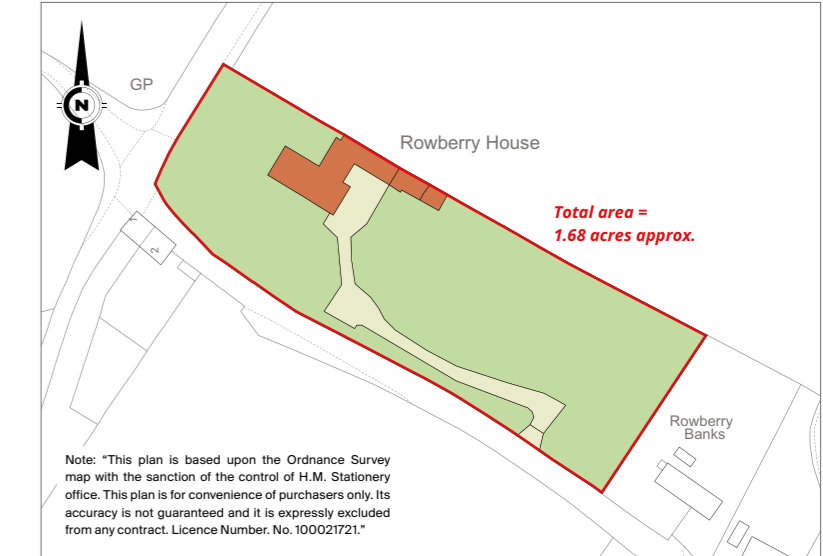 GP
N
Rowberry House
Total area =
1.68 acres approx.
1
2
Rowberry
Banks
Note: “This plan is based upon the Ordnance Survey
map with the sanction of the control of H.M. Stationery
office. This plan is for convenience of purchasers only. Its
accuracy is not guaranteed and it is expressly excluded
from any contract. Licence Number. No. 100021721.”